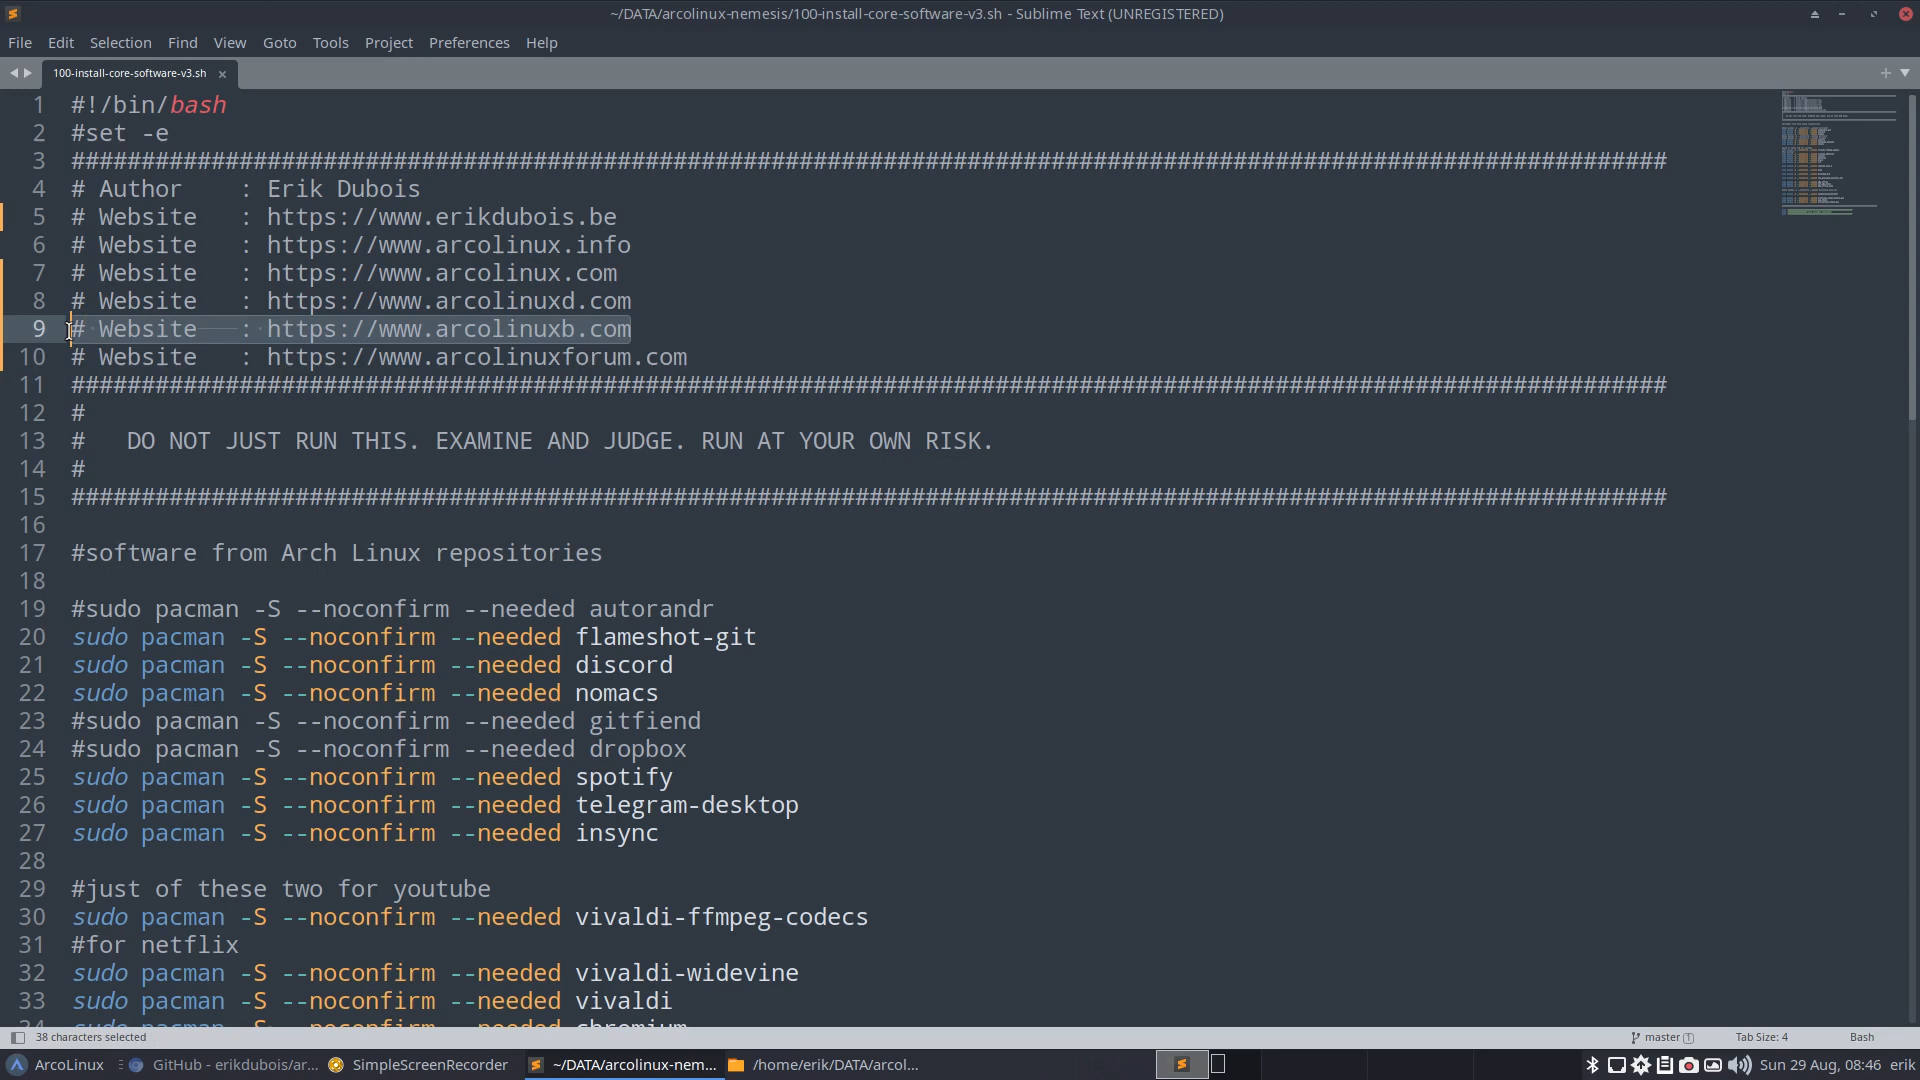 ~/DATA/arcolinux-nemesis/100-install-core-software-v3.sh - Sublime Text (UNREGISTERED)
File Edit Selection Find View Goto Tools Project Preferences Help
100-install-core-software-v3.sh
1 #!/bin/bash
2 #set -e
3 ##################################################################################################################
4 # Author    : Erik Dubois
5 # Website   : https://www.erikdubois.be
6 # Website   : https://www.arcolinux.info
7 # Website   : https://www.arcolinux.com
8 # Website   : https://www.arcolinuxd.com
9 # Website   : https://www.arcolinuxb.com
10 # Website   : https://www.arcolinuxforum.com
11 ##################################################################################################################
12 #
13 #   DO NOT JUST RUN THIS. EXAMINE AND JUDGE. RUN AT YOUR OWN RISK.
14 #
15 ##################################################################################################################
16
17 #software from Arch Linux repositories
18
19 #sudo pacman -S --noconfirm --needed autorandr
20 sudo pacman -S --noconfirm --needed flameshot-git
21 sudo pacman -S --noconfirm --needed discord
22 sudo pacman -S --noconfirm --needed nomacs
23 #sudo pacman -S --noconfirm --needed gitfiend
24 #sudo pacman -S --noconfirm --needed dropbox
25 sudo pacman -S --noconfirm --needed spotify
26 sudo pacman -S --noconfirm --needed telegram-desktop
27 sudo pacman -S --noconfirm --needed insync
28
29 #just of these two for youtube
30 sudo pacman -S --noconfirm --needed vivaldi-ffmpeg-codecs
31 #for netflix
32 sudo pacman -S --noconfirm --needed vivaldi-widevine
33 sudo pacman -S --noconfirm --needed vivaldi
34 sudo pacman -S --noconfirm --needed chromium
38 characters selected master 1 Tab Size: 4 Bash
ArcoLinux GitHub - erikdubois/ar... SimpleScreenRecorder ~/DATA/arcolinux-nem... /home/erik/DATA/arcol... Sun 29 Aug, 08:46 erik